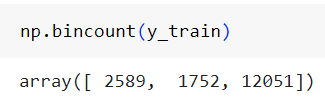 np.bincount(y_train)
array([ 2589,  1752, 12051])